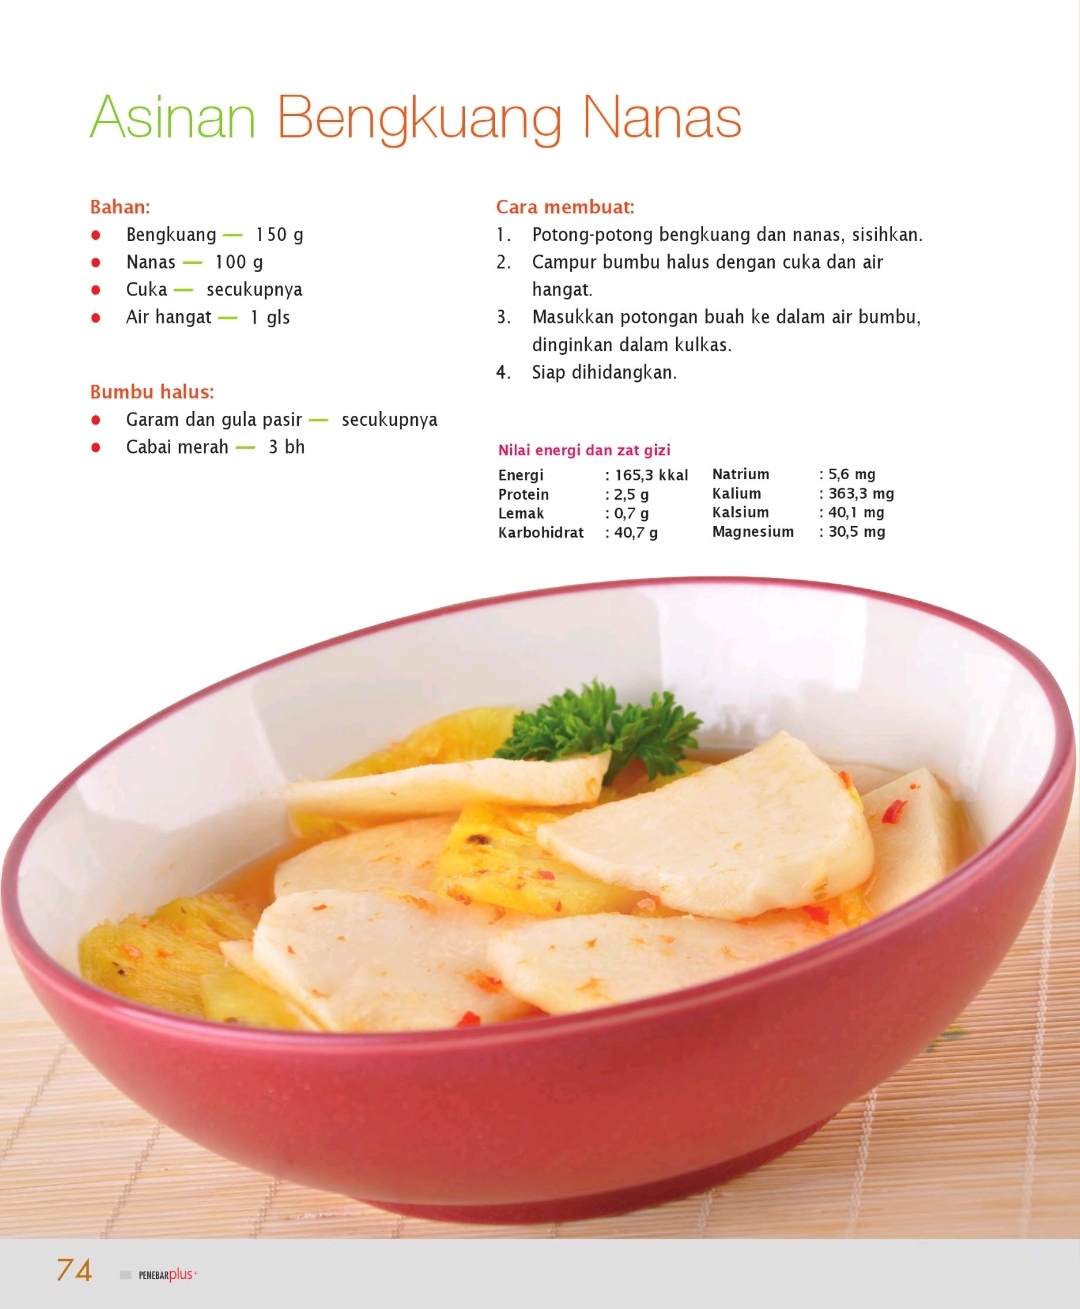 Asinan Bengkuang Nanas
Bahan:
• Bengkuang — 150 g
• Nanas — 100 g
• Cuka — secukupnya
• Air hangat — 1 gls
Bumbu halus:
• Garam dan gula pasir — secukupnya
• Cabai merah — 3 bh
Cara membuat:
1. Potong-potong bengkuang dan nanas, sisihkan.
2. Campur bumbu halus dengan cuka dan air
hangat.
3. Masukkan potongan buah ke dalam air bumbu,
dinginkan dalam kulkas.
4. Siap dihidangkan.
Nilai energi dan zat gizi
Energi : 165,3 kkal Natrium : 5,6 mg
Protein : 2,5 g Kalium : 363,3 mg
Lemak : 0,7 g Kalsium : 40,1 mg
Karbohidrat : 40,7 g Magnesium : 30,5 mg
74 PENEBARplus+